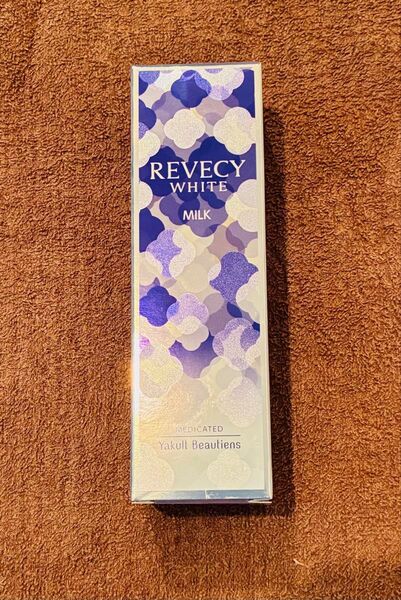 REVECY
WHITE
MILK
MEDICATED
Yakult Beautiens